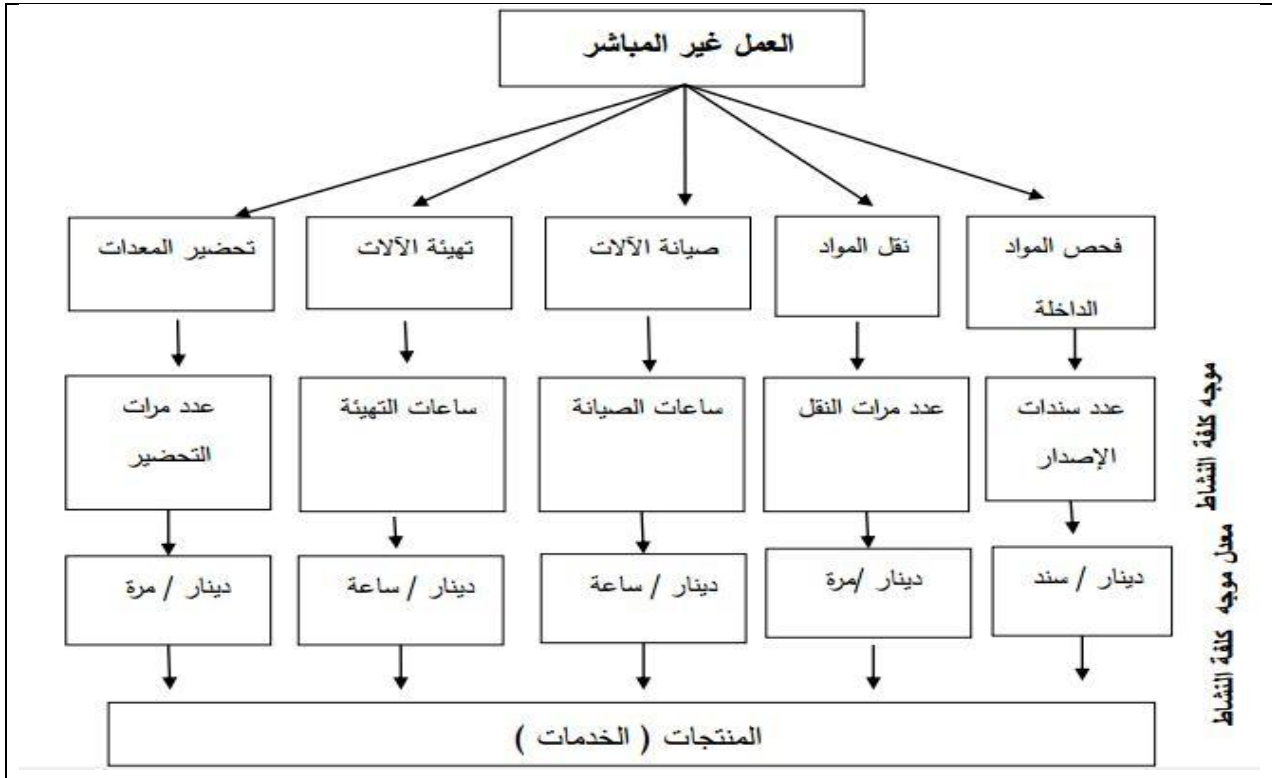 العمل غير المباشر
فحص المواد
الداخلة
نقل المواد
صيانة الآلات
تهيئة الآلات
تحضير المعدات
موجه كلفة النشاط
عدد سندات
الإصدار
عدد مرات النقل
ساعات الصيانة
ساعات التهيئة
عدد مرات
التحضير
معدل موجه كلفة النشاط
دينار / سند
دينار /مرة
دينار / ساعة
دينار / ساعة
دينار / مرة
المنتجات ( الخدمات )